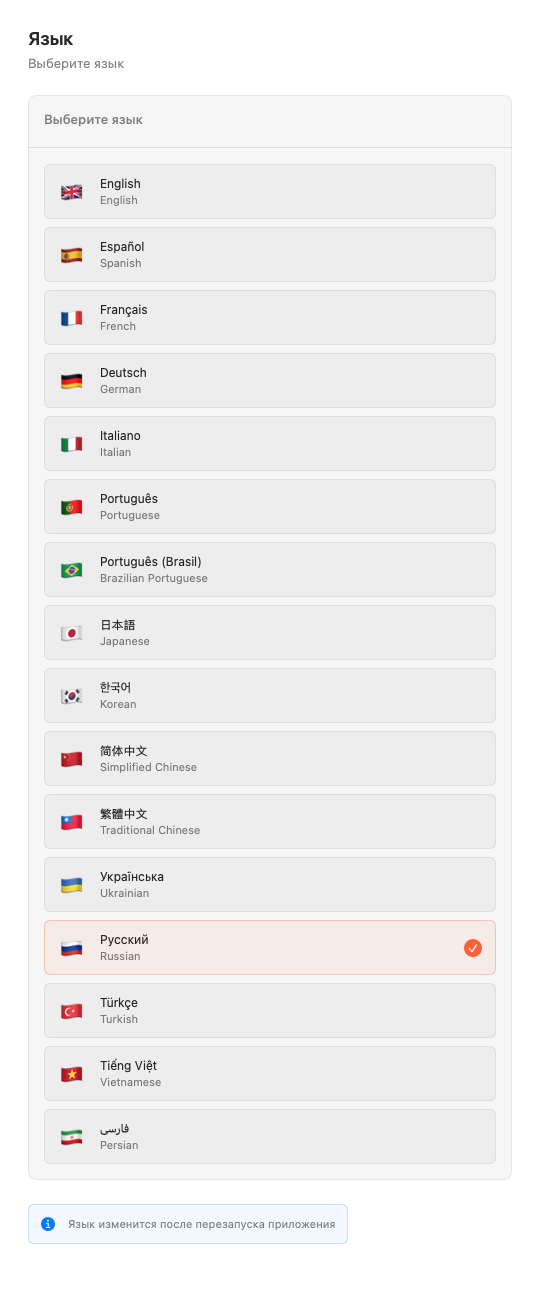 Язык
Выберите язык
Выберите язык
English
English
Español
Spanish
Français
French
Deutsch
German
Italiano
Italian
Português
Portuguese
Português (Brasil)
Brazilian Portuguese
日本語
Japanese
한국어
Korean
简体中文
Simplified Chinese
繁體中文
Traditional Chinese
Українська
Ukrainian
Русский
Russian
Türkçe
Turkish
Tiếng Việt
Vietnamese
فارسی
Persian
Язык изменится после перезапуска приложения